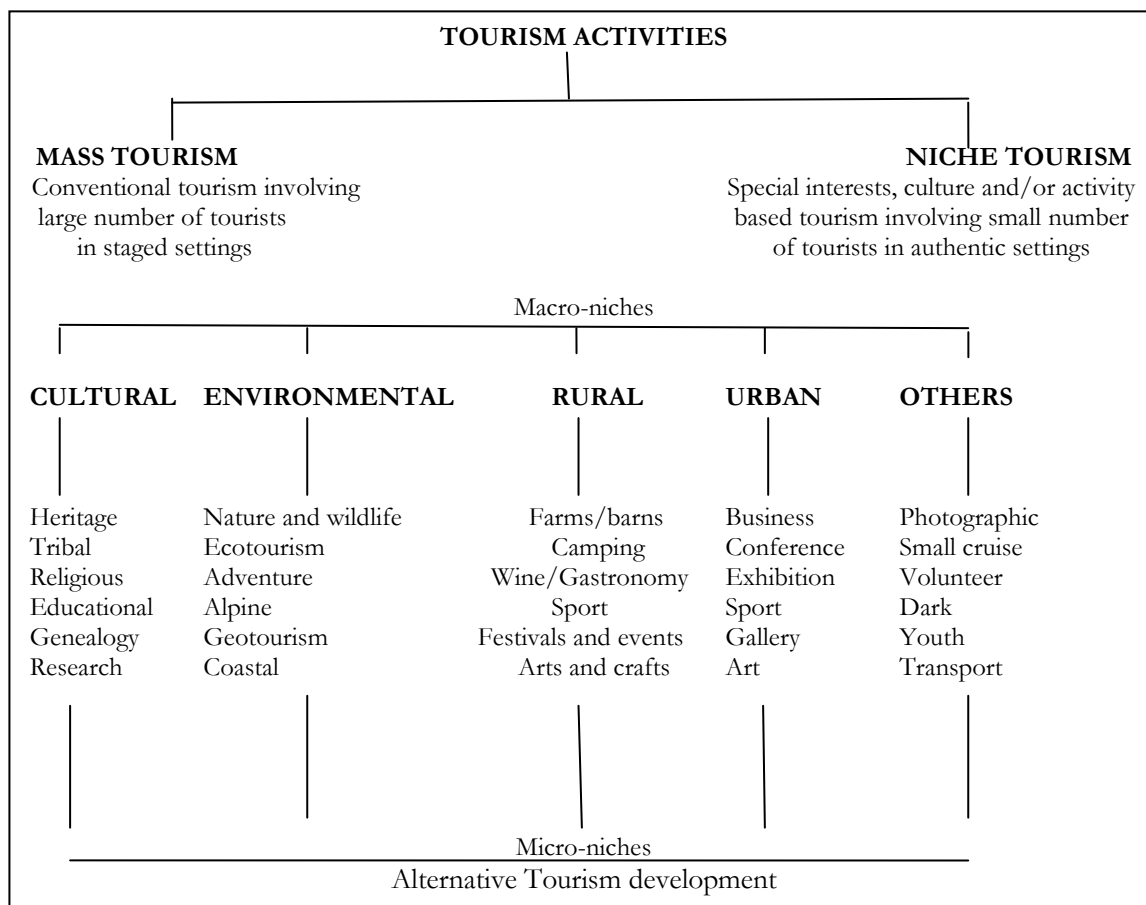 TOURISM ACTIVITIES
MASS TOURISM
Conventional tourism involving
large number of tourists
in staged settings
NICHE TOURISM
Special interests, culture and/or activity
based tourism involving small number
of tourists in authentic settings
Macro-niches
CULTURAL
Heritage
Tribal
Religious
Educational
Genealogy
Research
ENVIRONMENTAL
Nature and wildlife
Ecotourism
Adventure
Alpine
Geotourism
Coastal
RURAL
Farms/barns
Camping
Wine/Gastronomy
Sport
Festivals and events
Arts and crafts
URBAN
Business
Conference
Exhibition
Sport
Gallery
Art
OTHERS
Photographic
Small cruise
Volunteer
Dark
Youth
Transport
Micro-niches
Alternative Tourism development